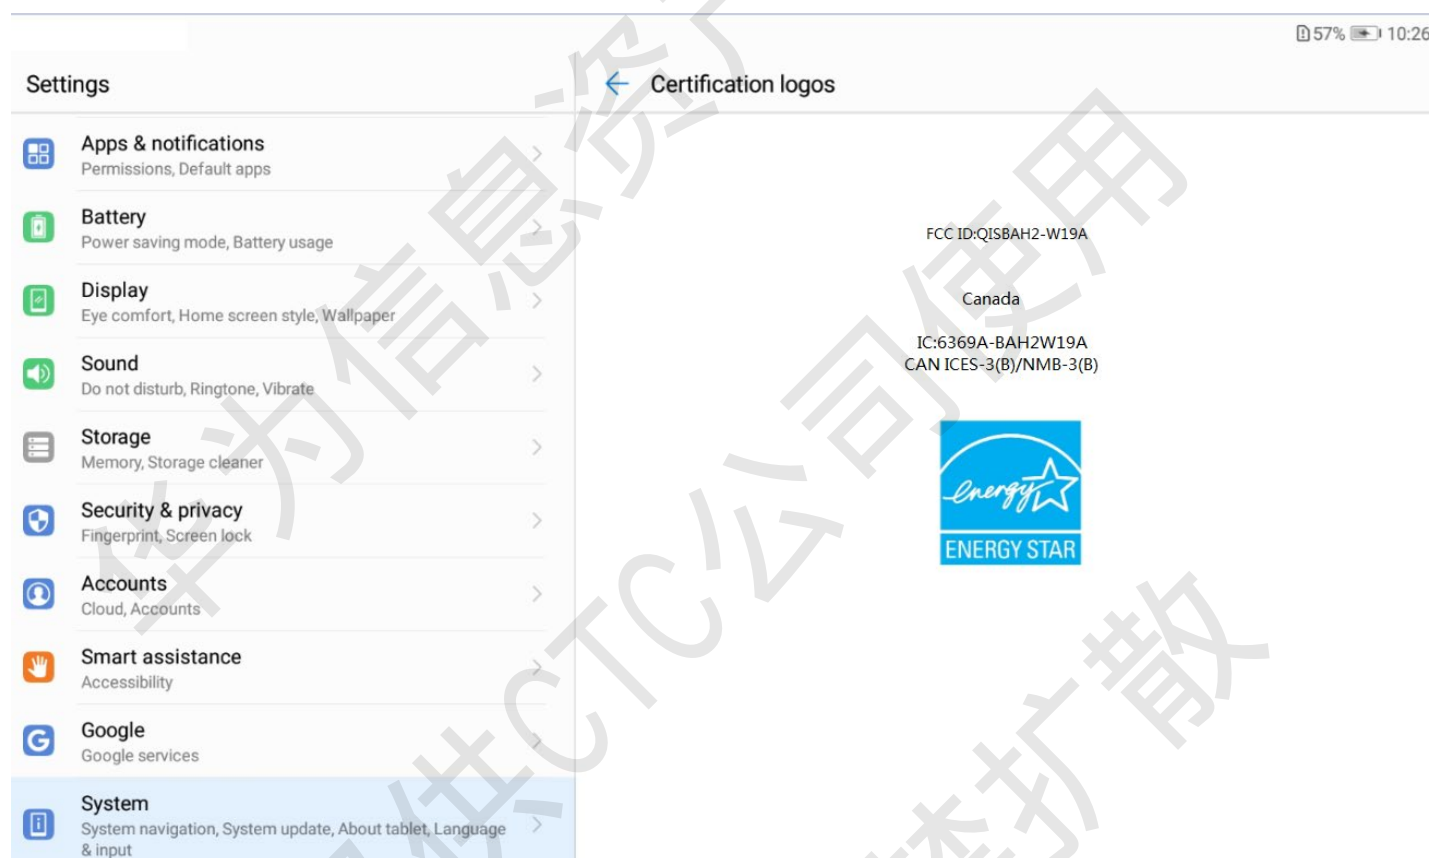 57% 10:26
Settings
Certification logos
Apps & notifications
Permissions, Default apps
Battery
Power saving mode, Battery usage
Display
Eye comfort, Home screen style, Wallpaper
Sound
Do not disturb, Ringtone, Vibrate
Storage
Memory, Storage cleaner
Security & privacy
Fingerprint, Screen lock
Accounts
Cloud, Accounts
Smart assistance
Accessibility
Google
Google services
System
System navigation, System update, About tablet, Language
& input
FCC ID:QISBAH2-W19A
Canada
IC:6369A-BAH2W19A
CAN ICES-3(B)/NMB-3(B)
energy
ENERGY STAR
华为信息资
供CTC公司使用
扩散